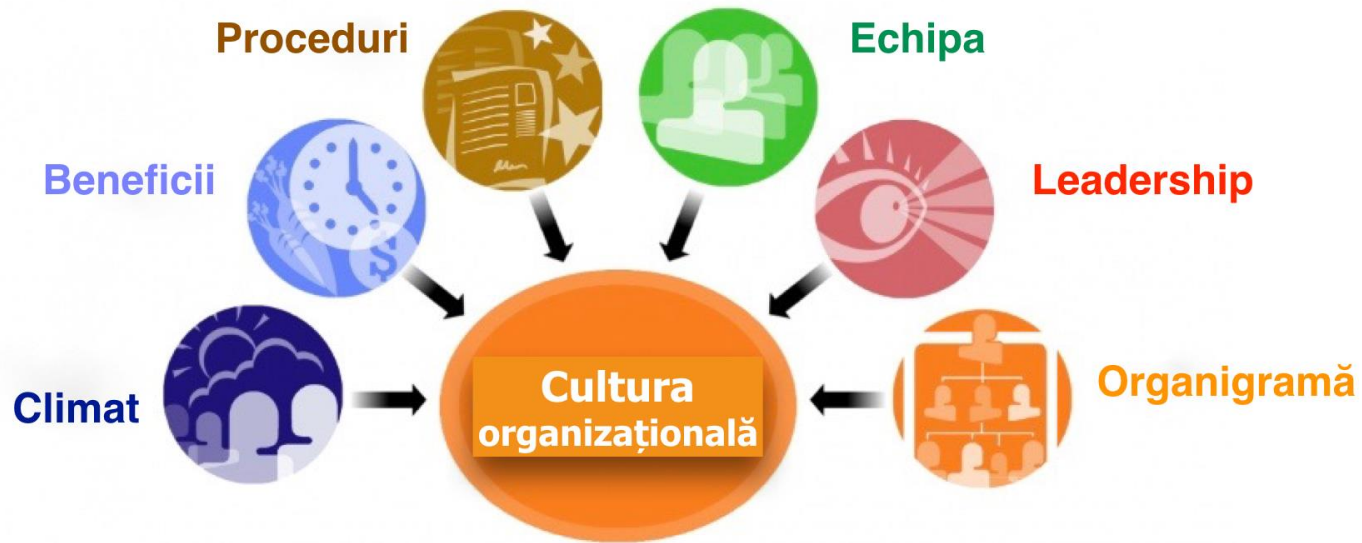 Proceduri
Echipa
Beneficii
Leadership
Climat
Organigramă
Cultura
organizațională
$